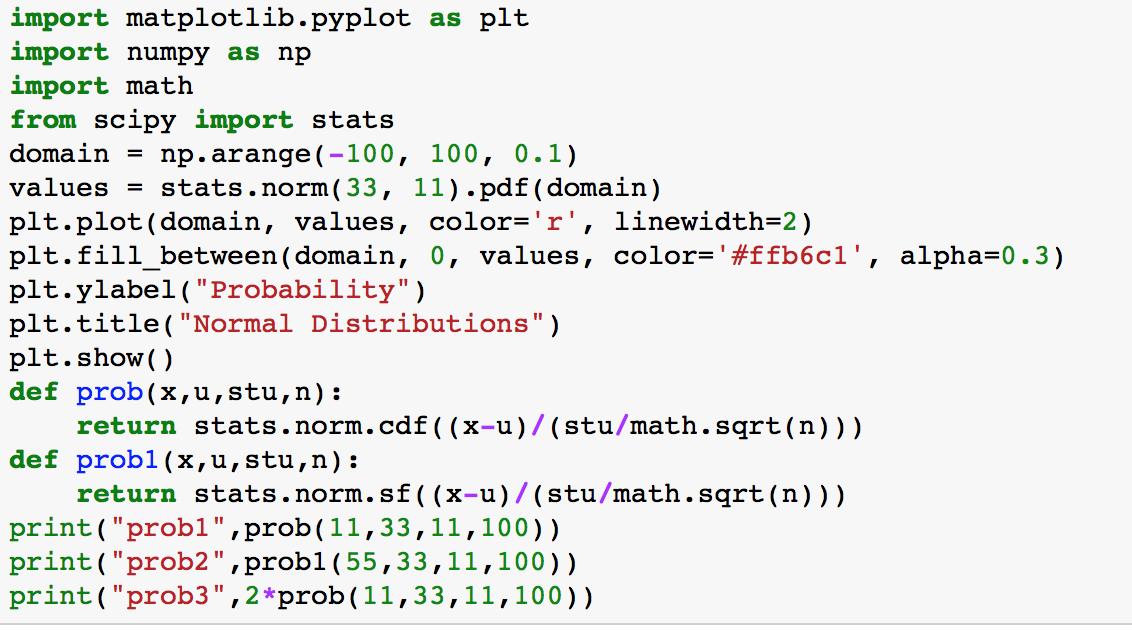 import matplotlib.pyplot as plt
import numpy as np
import math
from scipy import stats
domain = np.arange(-100, 100, 0.1)
values = stats.norm(33, 11).pdf(domain)
plt.plot(domain, values, color='r', linewidth=2)
plt.fill_between(domain, 0, values, color='#ffb6c1', alpha=0.3)
plt.ylabel("Probability")
plt.title("Normal Distributions")
plt.show()
def prob(x,u,stu,n):
    return stats.norm.cdf((x-u)/(stu/math.sqrt(n)))
def prob1(x,u,stu,n):
    return stats.norm.sf((x-u)/(stu/math.sqrt(n)))
print("prob1",prob(11,33,11,100))
print("prob2",prob1(55,33,11,100))
print("prob3",2*prob(11,33,11,100))